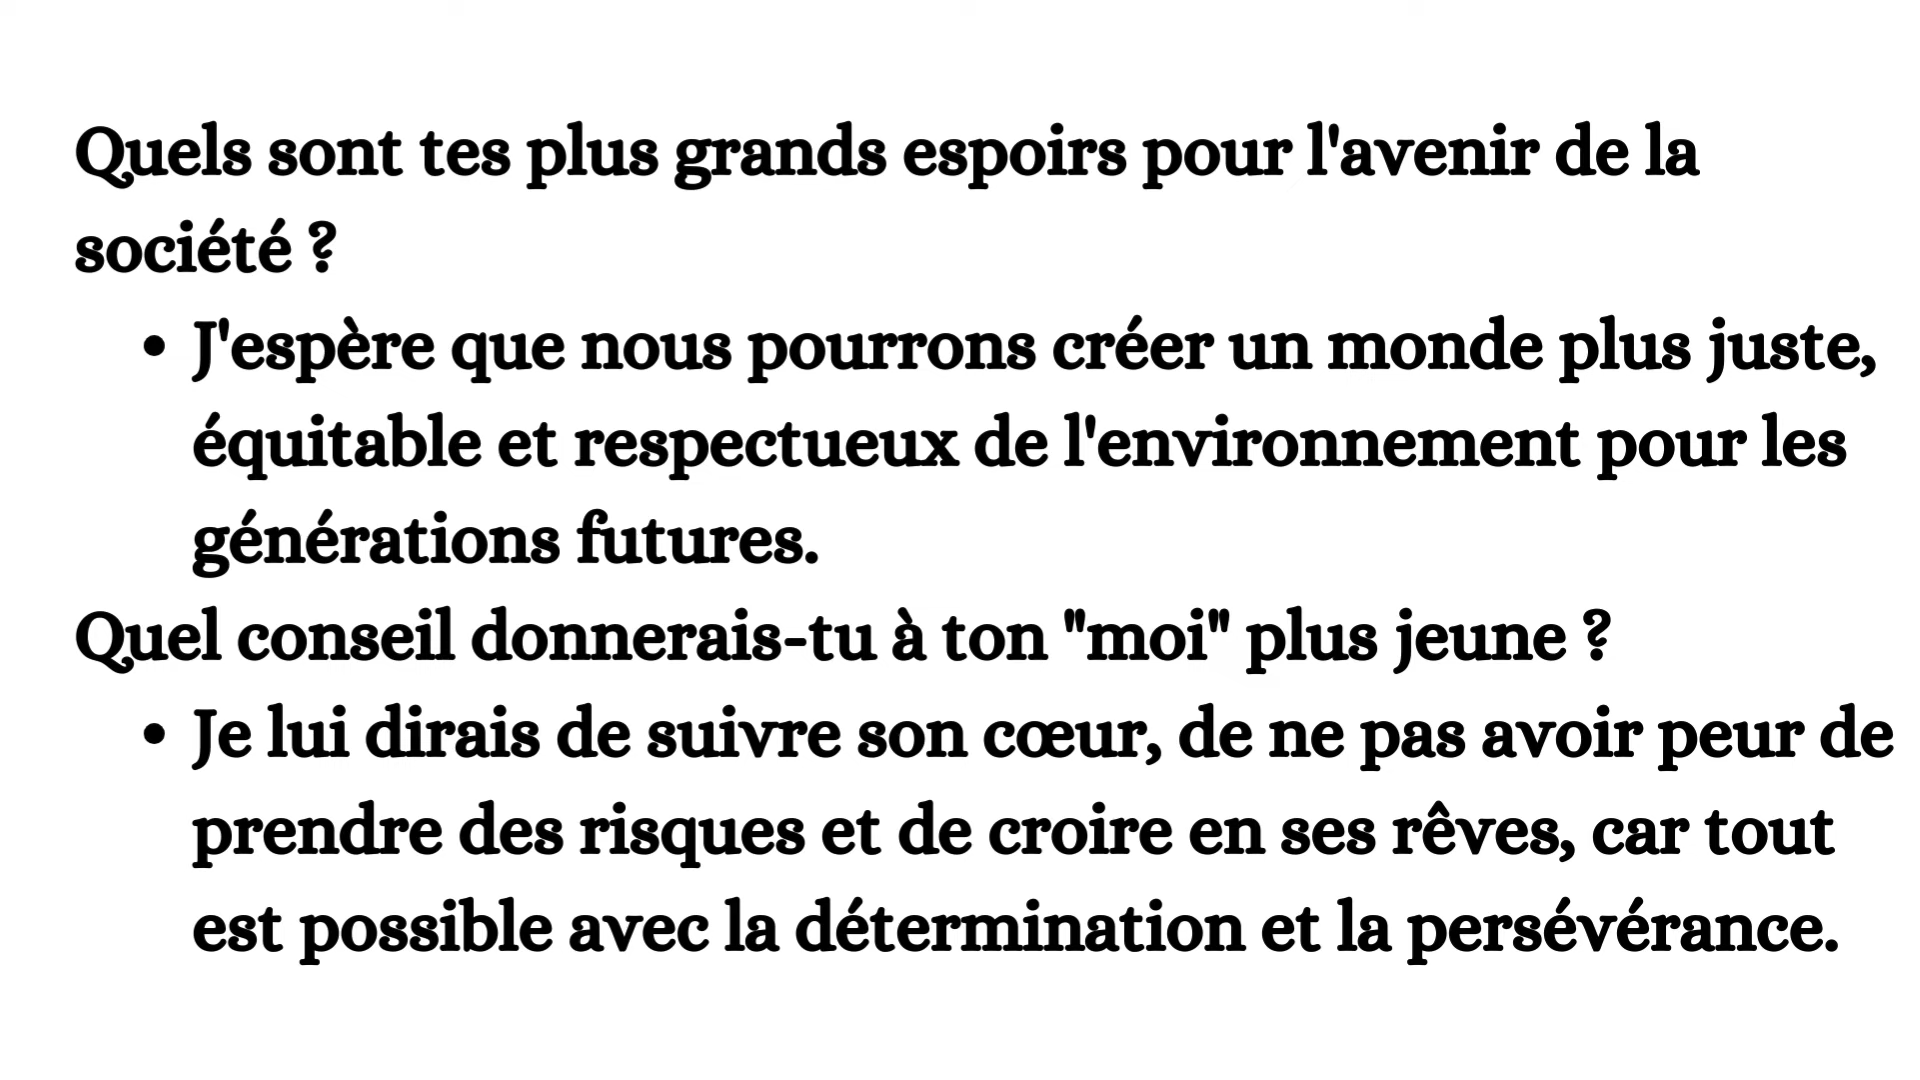 Quels sont tes plus grands espoirs pour l'avenir de la
société ?
• J'espère que nous pourrons créer un monde plus juste,
équitable et respectueux de l'environnement pour les
générations futures.
Quel conseil donnerais-tu à ton "moi" plus jeune ?
• Je lui dirais de suivre son cœur, de ne pas avoir peur de
prendre des risques et de croire en ses rêves, car tout
est possible avec la détermination et la persévérance.